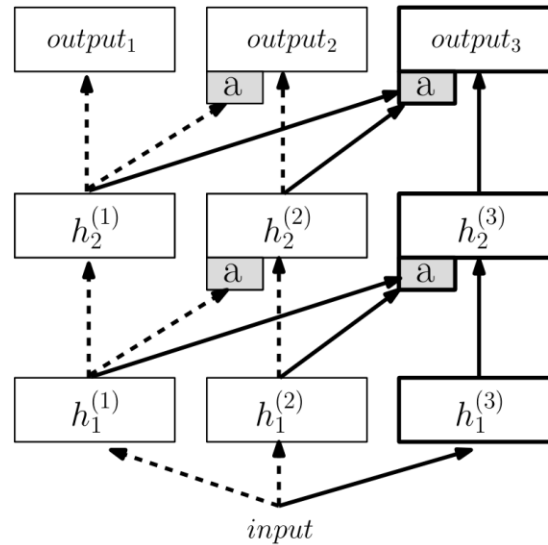 output₁ output₂ output₃
a a
h₂⁽¹⁾ h₂⁽²⁾ h₂⁽³⁾
a a
h₁⁽¹⁾ h₁⁽²⁾ h₁⁽³⁾
input